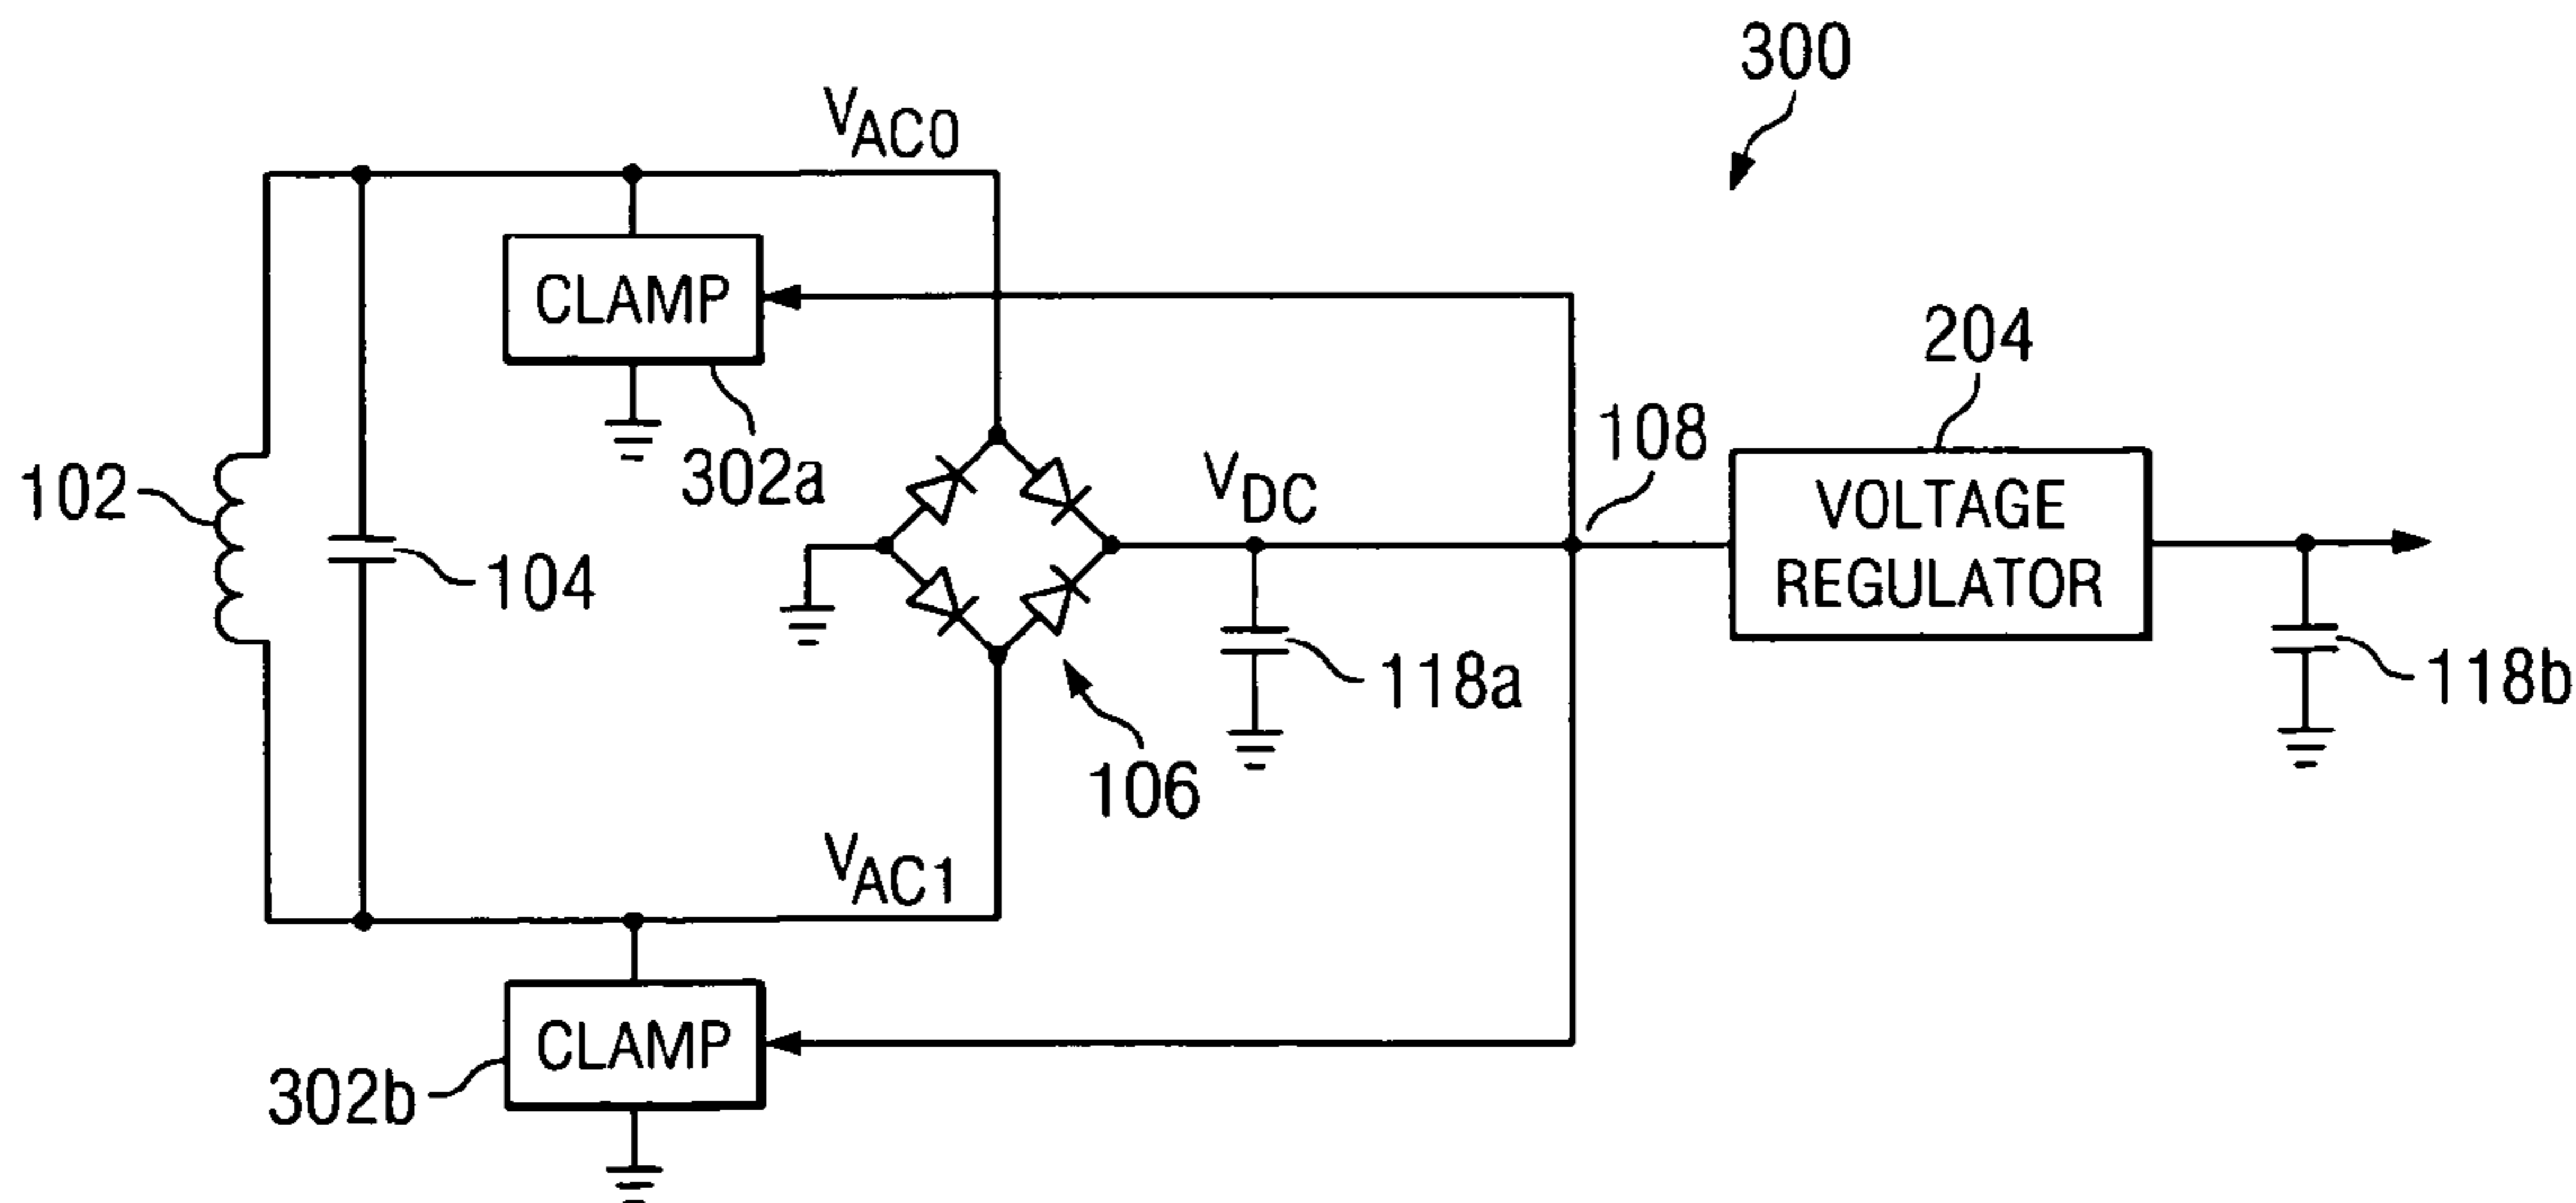 300
VAC0
CLAMP
302a
204
108
102
104
VDC
VOLTAGE
REGULATOR
118a
118b
106
VAC1
CLAMP
302b